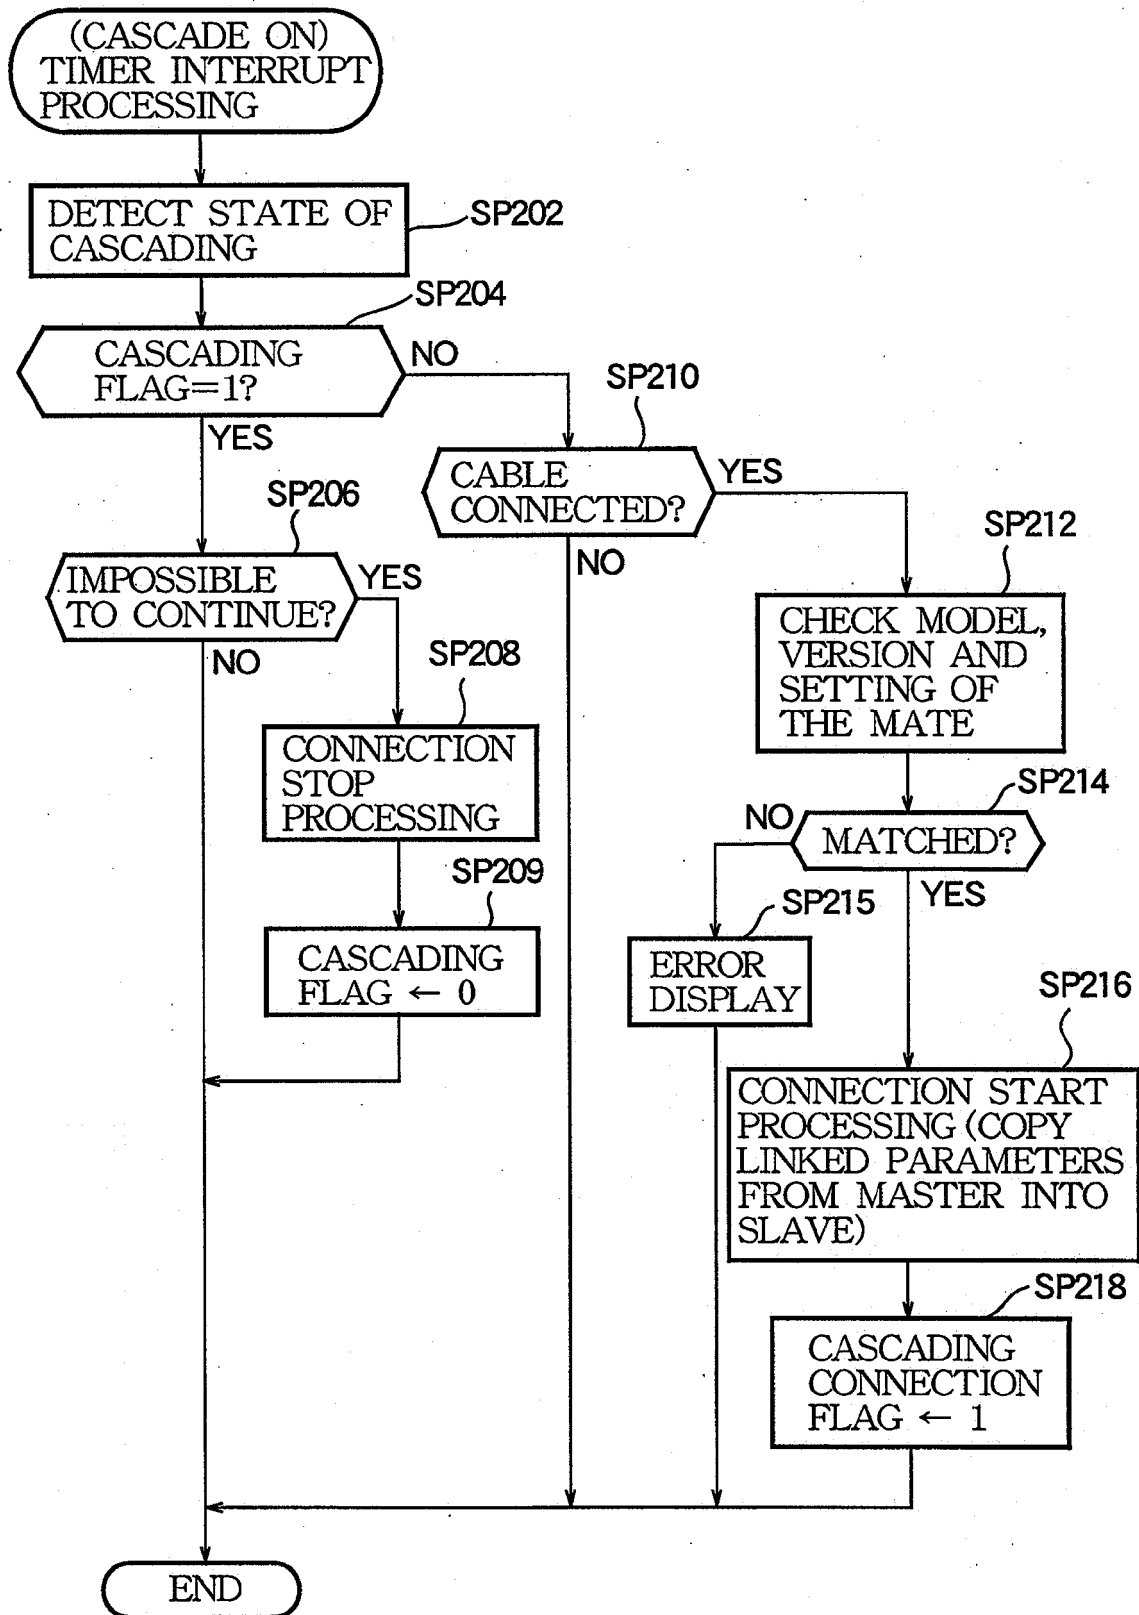 (CASCADE ON)
TIMER INTERRUPT
PROCESSING
DETECT STATE OF
CASCADING
SP202
SP204
CASCADING
FLAG=1?
NO
YES
SP210
CABLE
CONNECTED?
YES
NO
SP206
IMPOSSIBLE
TO CONTINUE?
YES
NO
SP208
CONNECTION
STOP
PROCESSING
SP209
CASCADING
FLAG ← 0
SP212
CHECK MODEL,
VERSION AND
SETTING OF
THE MATE
SP214
MATCHED?
NO
YES
SP215
ERROR
DISPLAY
SP216
CONNECTION START
PROCESSING (COPY
LINKED PARAMETERS
FROM MASTER INTO
SLAVE)
SP218
CASCADING
CONNECTION
FLAG ← 1
END